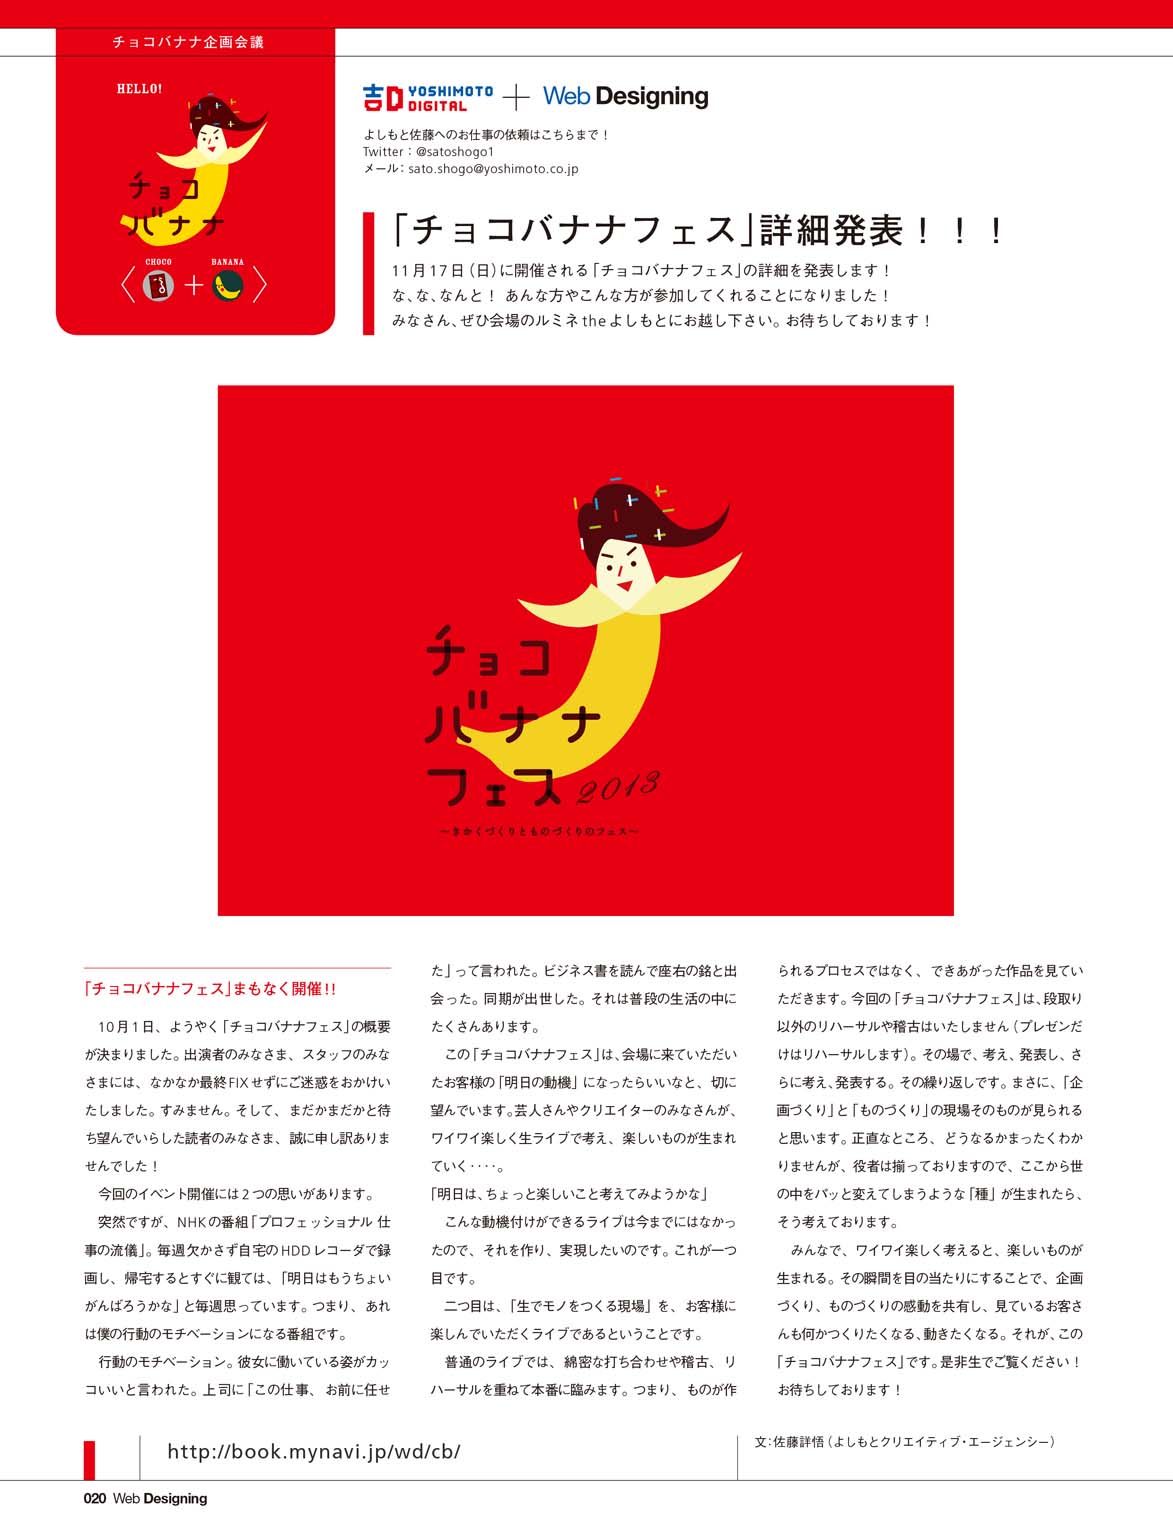 チョコバナナ企画会議
HELLO!
チョコ
バナナ
CHOCO
BANANA
吉D YOSHIMOTO DIGITAL
Web Designing
よしもと佐藤へのお仕事の依頼はこちらまで！
Twitter：@satoshogo1
メール：sato.shogo@yoshimoto.co.jp
「チョコバナナフェス」詳細発表！！！
11月17日（日）に開催される「チョコバナナフェス」の詳細を発表します！
な、な、なんと！ あんな方やこんな方が参加してくれることになりました！
みなさん、ぜひ会場のルミネtheよしもとにお越し下さい。お待ちしております！
チョコ
バナナ
フェス 2013
〜きかくづくりとものづくりのフェス〜
「チョコバナナフェス」まもなく開催!!
10月1日、ようやく「チョコバナナフェス」の概要
が決まりました。出演者のみなさま、スタッフのみな
さまには、なかなか最終FIXせずにご迷惑をおかけい
たしました。すみません。そして、まだかまだかと待
ち望んでいらした読者のみなさま、誠に申し訳ありま
せんでした！
今回のイベント開催には2つの思いがあります。
突然ですが、NHKの番組「プロフェッショナル 仕
事の流儀」。毎週欠かさず自宅のHDDレコーダで録
画し、帰宅するとすぐに観ては、「明日はもうちょい
がんばろうかな」と毎週思っています。つまり、あれ
は僕の行動のモチベーションになる番組です。
行動のモチベーション。彼女に働いている姿がカッ
コいいと言われた。上司に「この仕事、お前に任せ
た」って言われた。ビジネス書を読んで座右の銘と出
会った。同期が出世した。それは普段の生活の中に
たくさんあります。
この「チョコバナナフェス」は、会場に来ていただい
たお客様の「明日の動機」になったらいいなと、切に
望んでいます。芸人さんやクリエイターのみなさんが、
ワイワイ楽しく生ライブで考え、楽しいものが生まれ
ていく‥‥。
「明日は、ちょっと楽しいこと考えてみようかな」
こんな動機付けができるライブは今までにはなかっ
たので、それを作り、実現したいのです。これが一つ
目です。
二つ目は、「生でモノをつくる現場」を、お客様に
楽しんでいただくライブであるということです。
普通のライブでは、綿密な打ち合わせや稽古、リ
ハーサルを重ねて本番に臨みます。つまり、ものが作
られるプロセスではなく、できあがった作品を見てい
ただきます。今回の「チョコバナナフェス」は、段取り
以外のリハーサルや稽古はいたしません（プレゼンだ
けはリハーサルします）。その場で、考え、発表し、さ
らに考え、発表する。その繰り返しです。まさに、「企
画づくり」と「ものづくり」の現場そのものが見られる
と思います。正直なところ、どうなるかまったくわか
りませんが、役者は揃っておりますので、ここから世
の中をパッと変えてしまうような「種」が生まれたら、
そう考えております。
みんなで、ワイワイ楽しく考えると、楽しいものが
生まれる。その瞬間を目の当たりにすることで、企画
づくり、ものづくりの感動を共有し、見ているお客さ
んも何かつくりたくなる、動きたくなる。それが、この
「チョコバナナフェス」です。是非生でご覧ください！
お待ちしております！
http://book.mynavi.jp/wd/cb/
文：佐藤詳悟（よしもとクリエイティブ・エージェンシー）
020 Web Designing